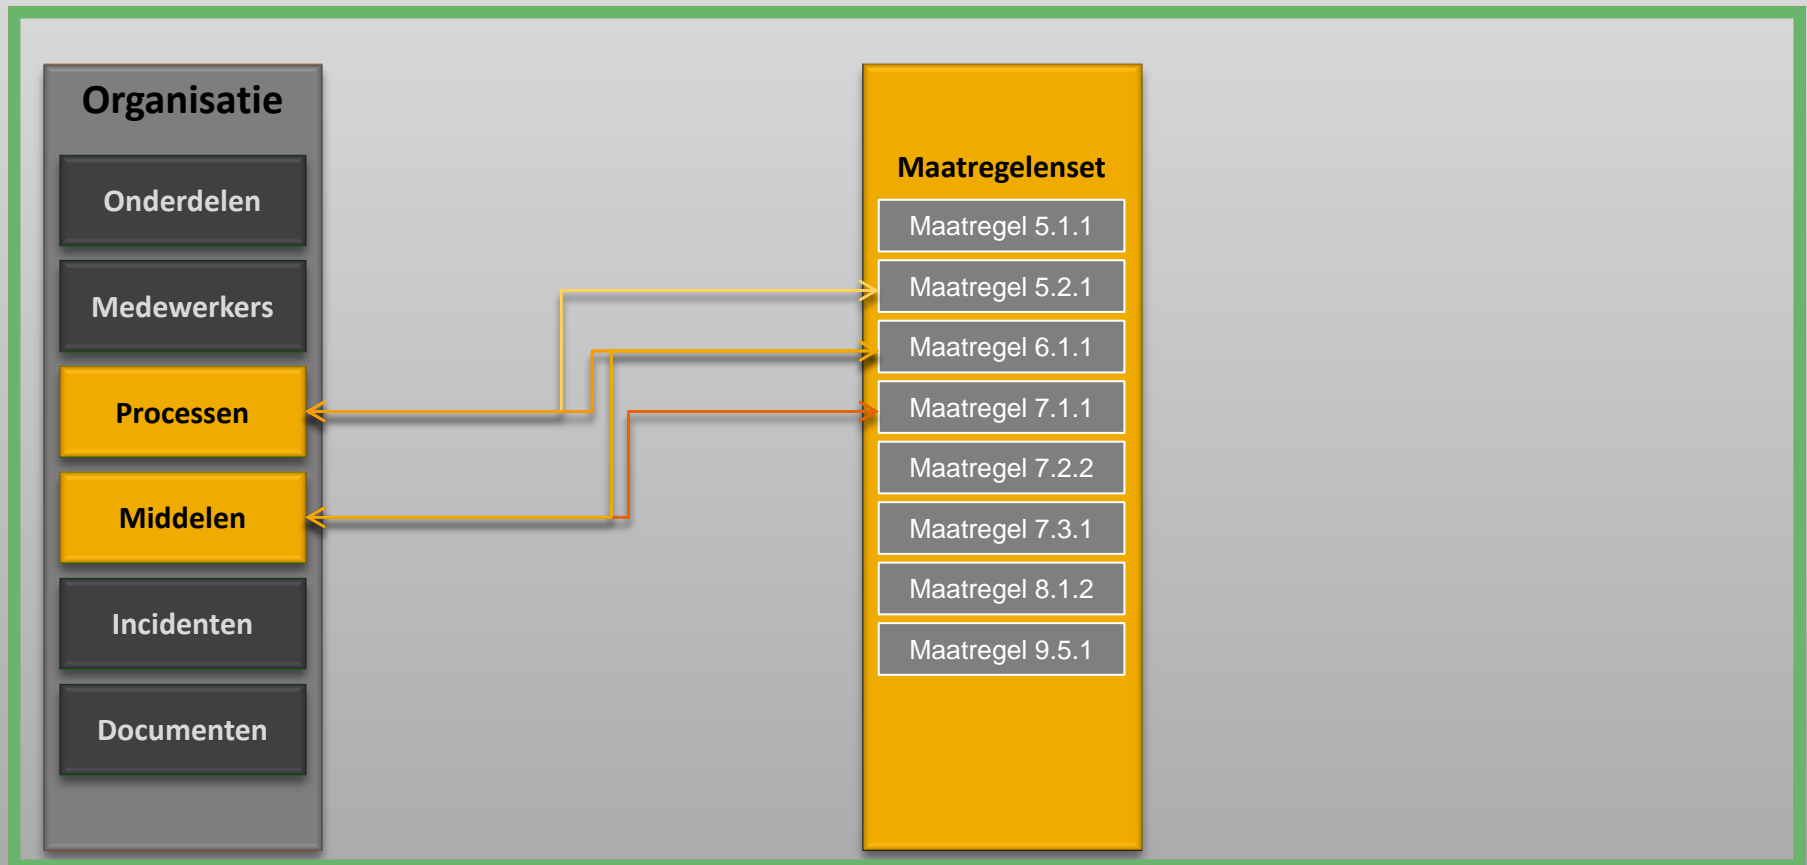 Organisatie
Onderdelen
Medewerkers
Processen
Middelen
Incidenten
Documenten
Maatregelenset
Maatregel 5.1.1
Maatregel 5.2.1
Maatregel 6.1.1
Maatregel 7.1.1
Maatregel 7.2.2
Maatregel 7.3.1
Maatregel 8.1.2
Maatregel 9.5.1